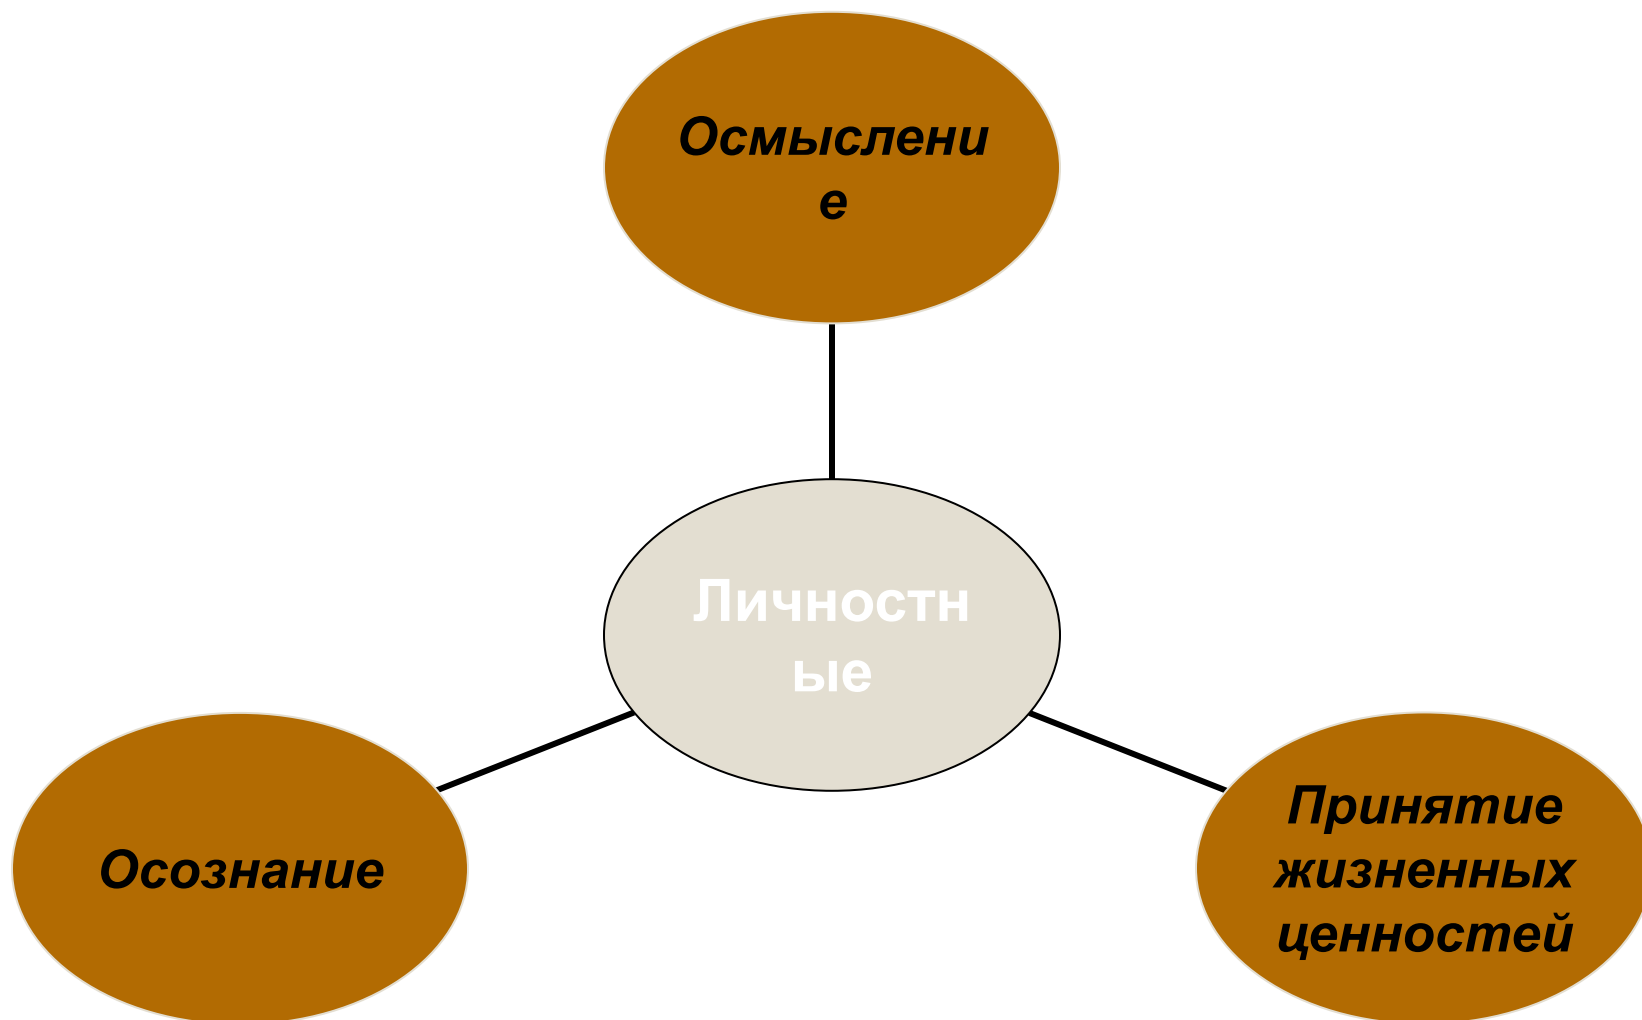 Осмыслени
е
Личностн
ые
Осознание
Принятие
жизненных
ценностей